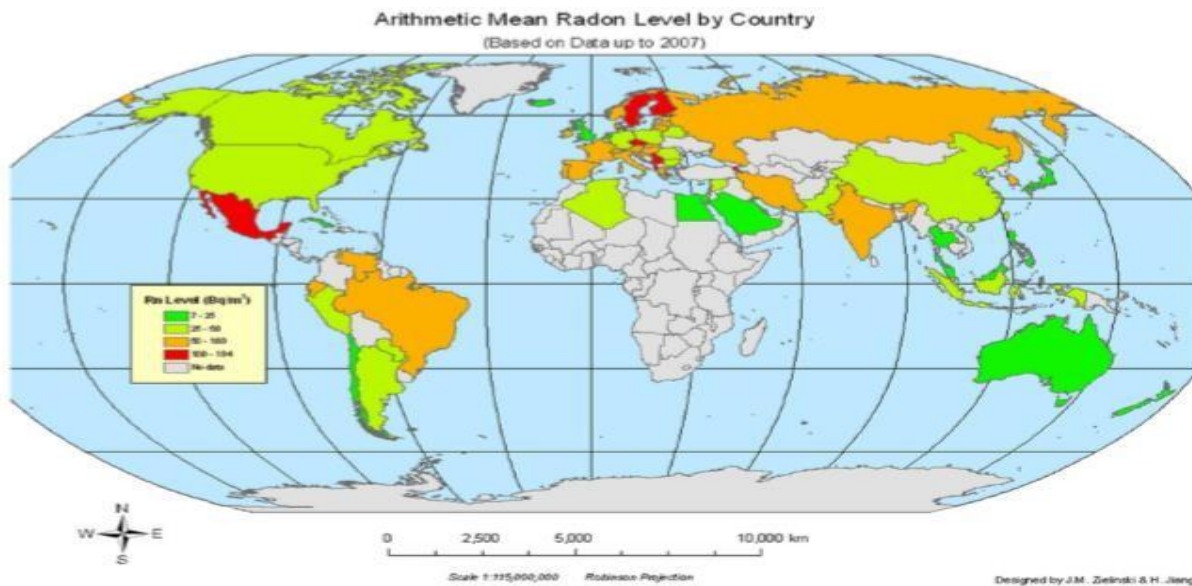 Arithmetic Mean Radon Level by Country
(Based on Data up to 2007)
Rn Level (Bq/m³)
7 - 25
25 - 50
50 - 100
100 - 184
No data
N
W E
S
0 2,500 5,000 10,000 km
Scale 1:115,000,000 Robinson Projection
Designed by J.M. Zielinski & H. Jiang